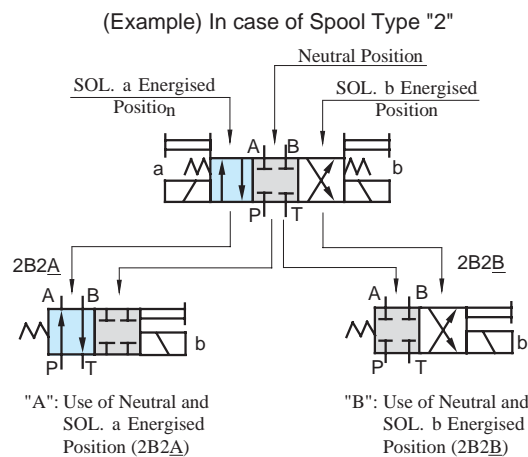 (Example) In case of Spool Type "2"
Neutral Position
SOL. a Energised
Position
SOL. b Energised
Position
A B
a
b
P T
2B2A
2B2B
A B
A B
b
b
P T
P T
"A": Use of Neutral and
SOL. a Energised
Position (2B2A)
"B": Use of Neutral and
SOL. b Energised
Position (2B2B)